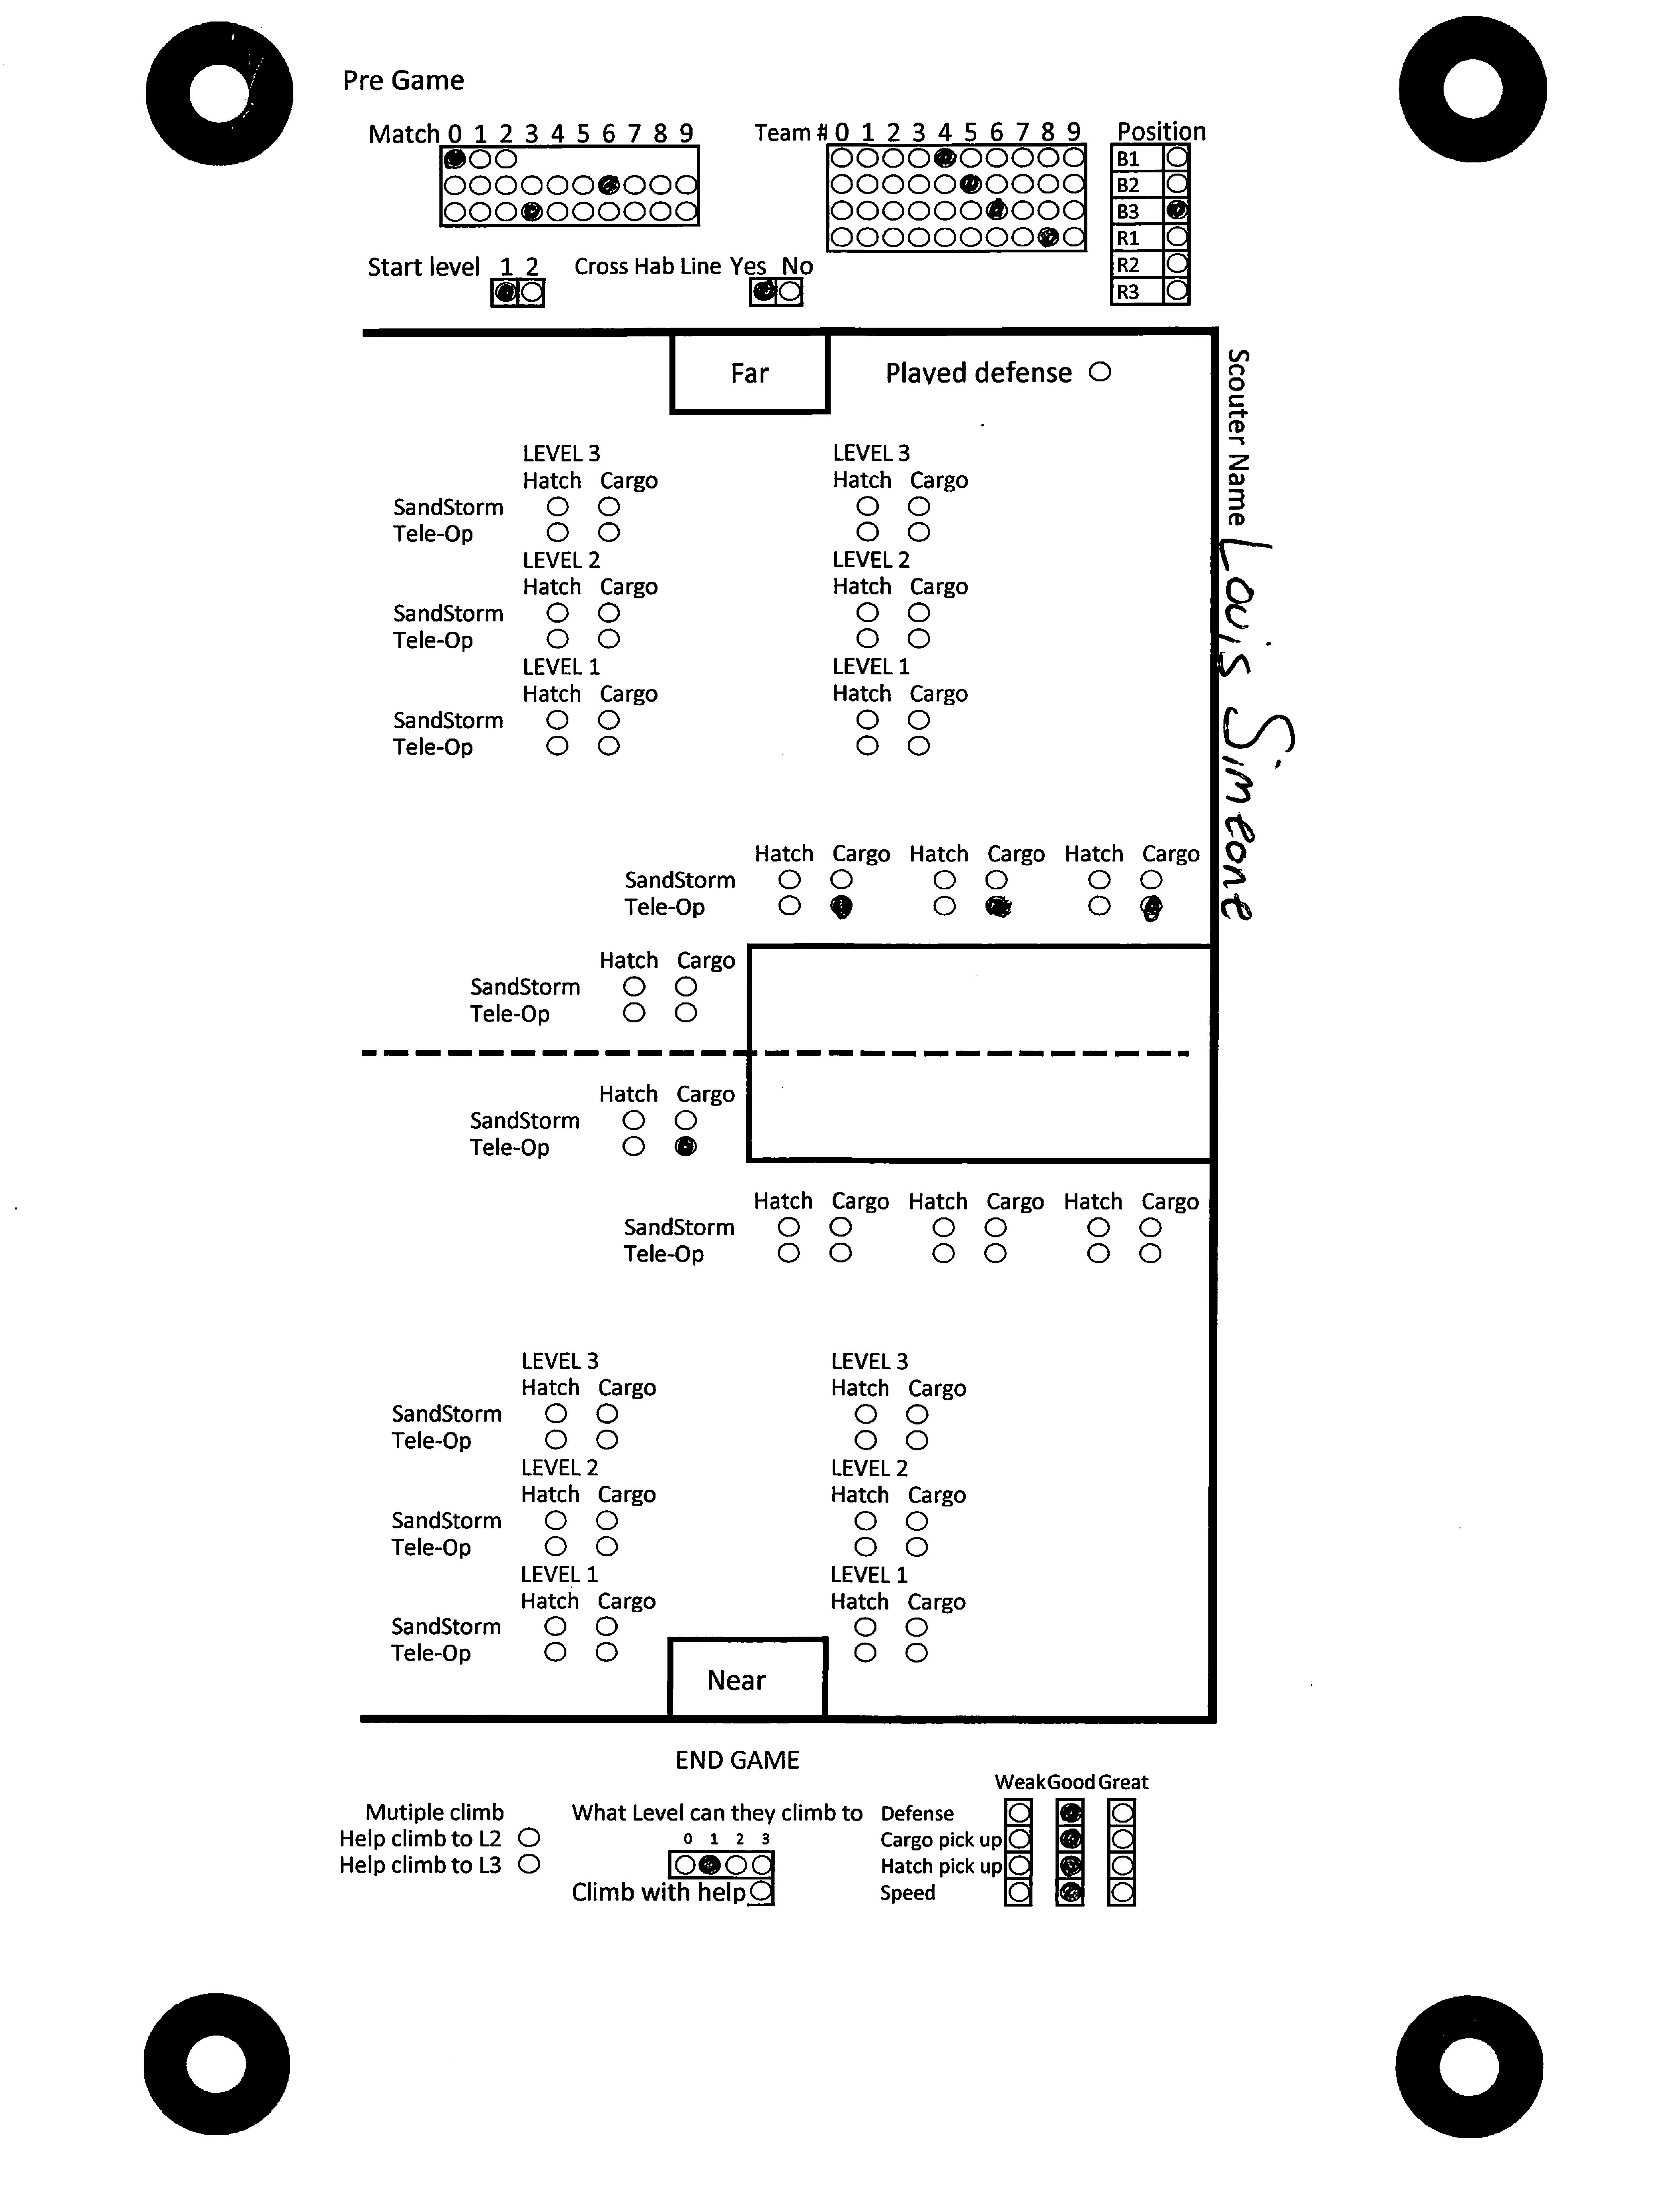 Pre Game
Match 0 1 2 3 4 5 6 7 8 9
Team # 0 1 2 3 4 5 6 7 8 9
Position
B1
B2
B3
R1
R2
R3
Start level 1 2
Cross Hab Line Yes No
Far
Played defense
Scouter Name Louis Simeone
LEVEL 3 LEVEL 3
Hatch Cargo Hatch Cargo
SandStorm
Tele-Op
LEVEL 2 LEVEL 2
Hatch Cargo Hatch Cargo
SandStorm
Tele-Op
LEVEL 1 LEVEL 1
Hatch Cargo Hatch Cargo
SandStorm
Tele-Op
Hatch Cargo Hatch Cargo Hatch Cargo
SandStorm
Tele-Op
Hatch Cargo
SandStorm
Tele-Op
Hatch Cargo
SandStorm
Tele-Op
Hatch Cargo Hatch Cargo Hatch Cargo
SandStorm
Tele-Op
LEVEL 3 LEVEL 3
Hatch Cargo Hatch Cargo
SandStorm
Tele-Op
LEVEL 2 LEVEL 2
Hatch Cargo Hatch Cargo
SandStorm
Tele-Op
LEVEL 1 LEVEL 1
Hatch Cargo Hatch Cargo
SandStorm
Tele-Op
Near
END GAME
Mutiple climb
Help climb to L2
Help climb to L3
What Level can they climb to
0 1 2 3
Climb with help
Weak Good Great
Defense
Cargo pick up
Hatch pick up
Speed